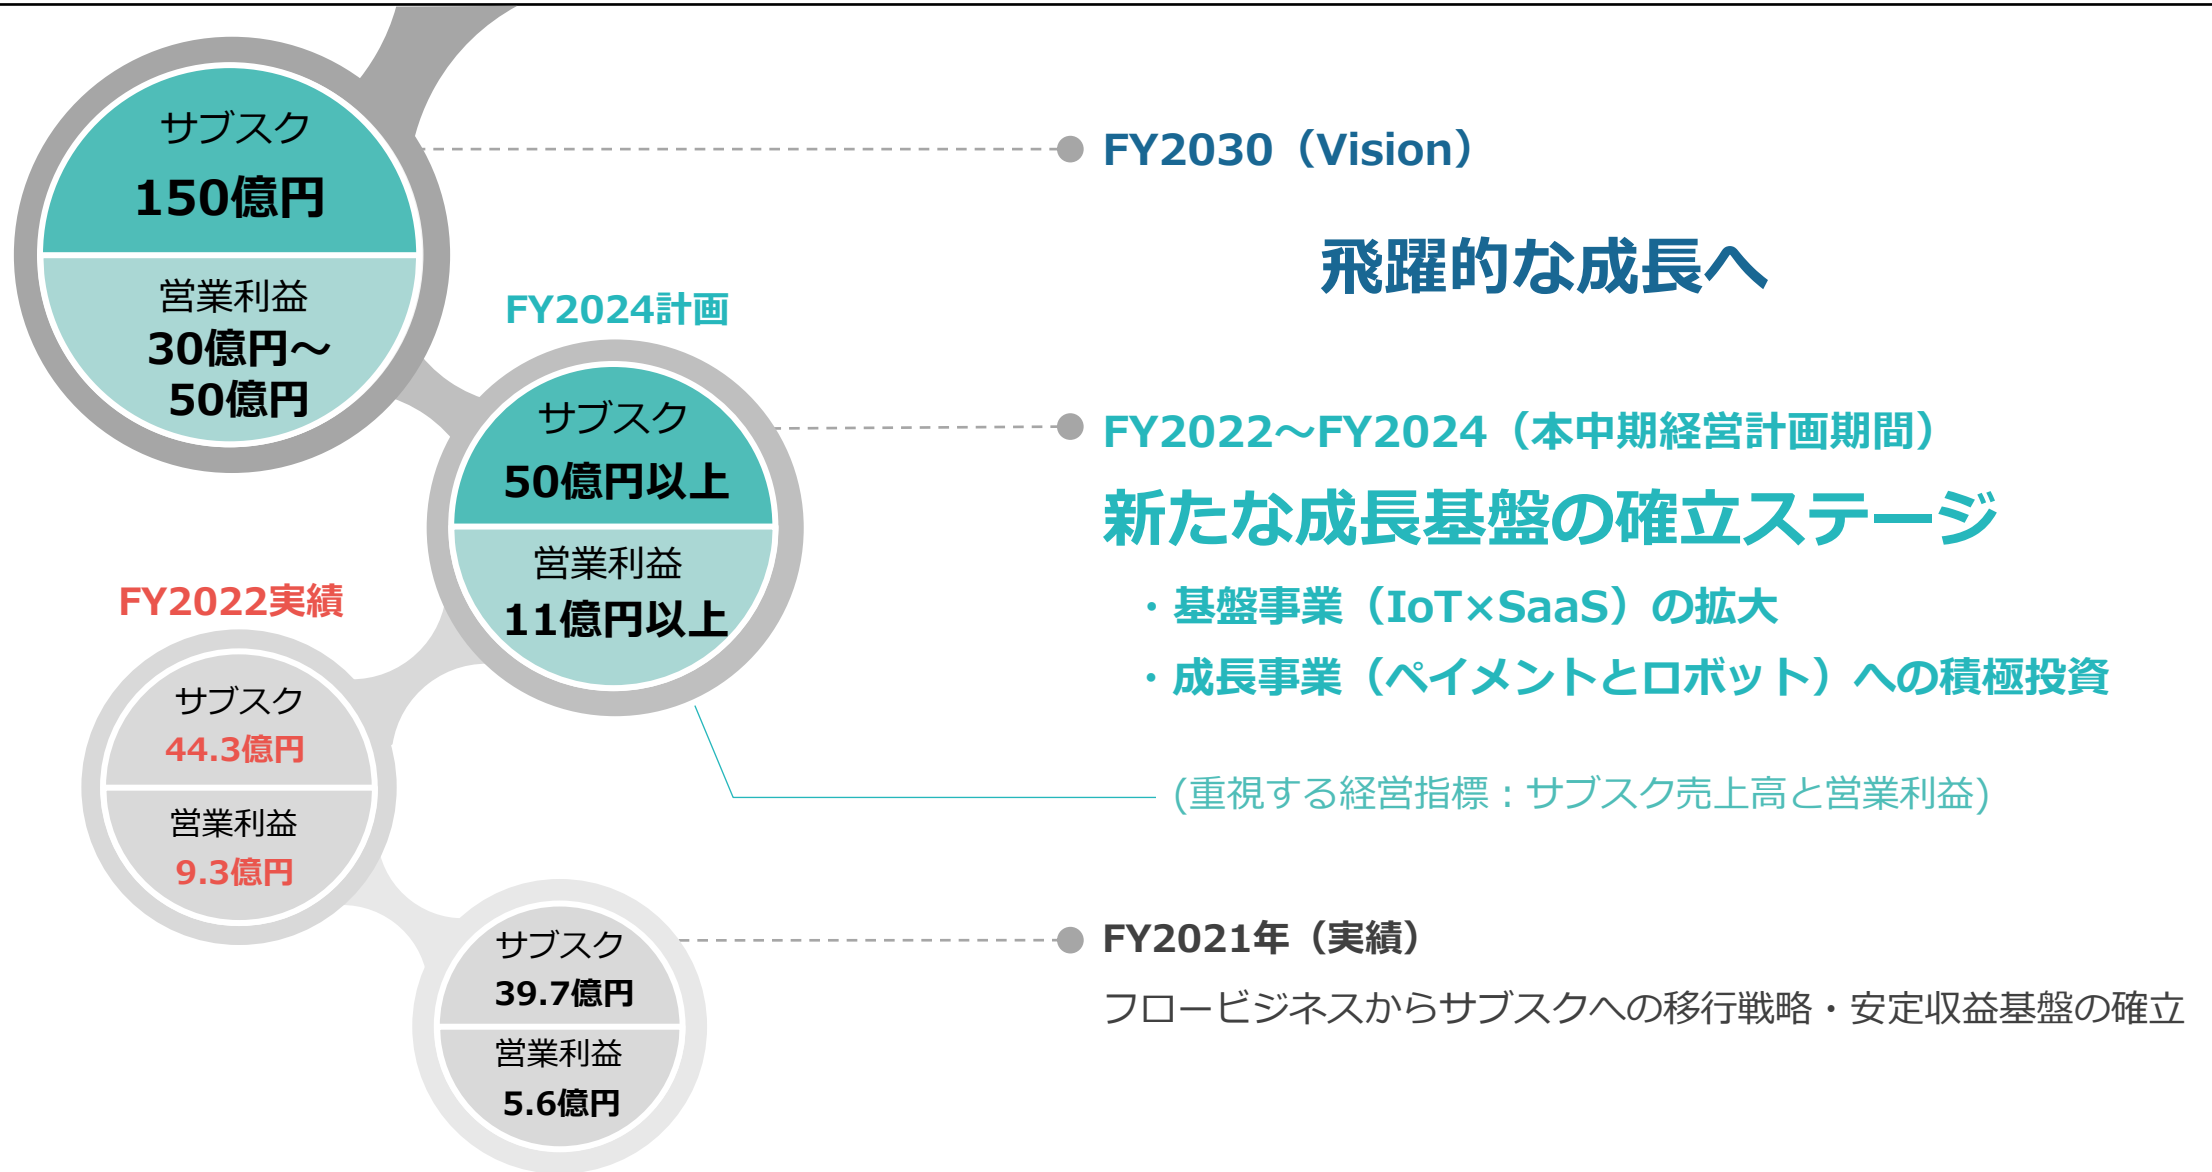 サブスク
150億円
営業利益
30億円～
50億円
FY2030（Vision）
飛躍的な成長へ
FY2024計画
サブスク
50億円以上
営業利益
11億円以上
FY2022～FY2024（本中期経営計画期間）
新たな成長基盤の確立ステージ
・基盤事業（IoT×SaaS）の拡大
・成長事業（ペイメントとロボット）への積極投資
(重視する経営指標：サブスク売上高と営業利益)
FY2022実績
サブスク
44.3億円
営業利益
9.3億円
サブスク
39.7億円
営業利益
5.6億円
FY2021年（実績）
フロービジネスからサブスクへの移行戦略・安定収益基盤の確立